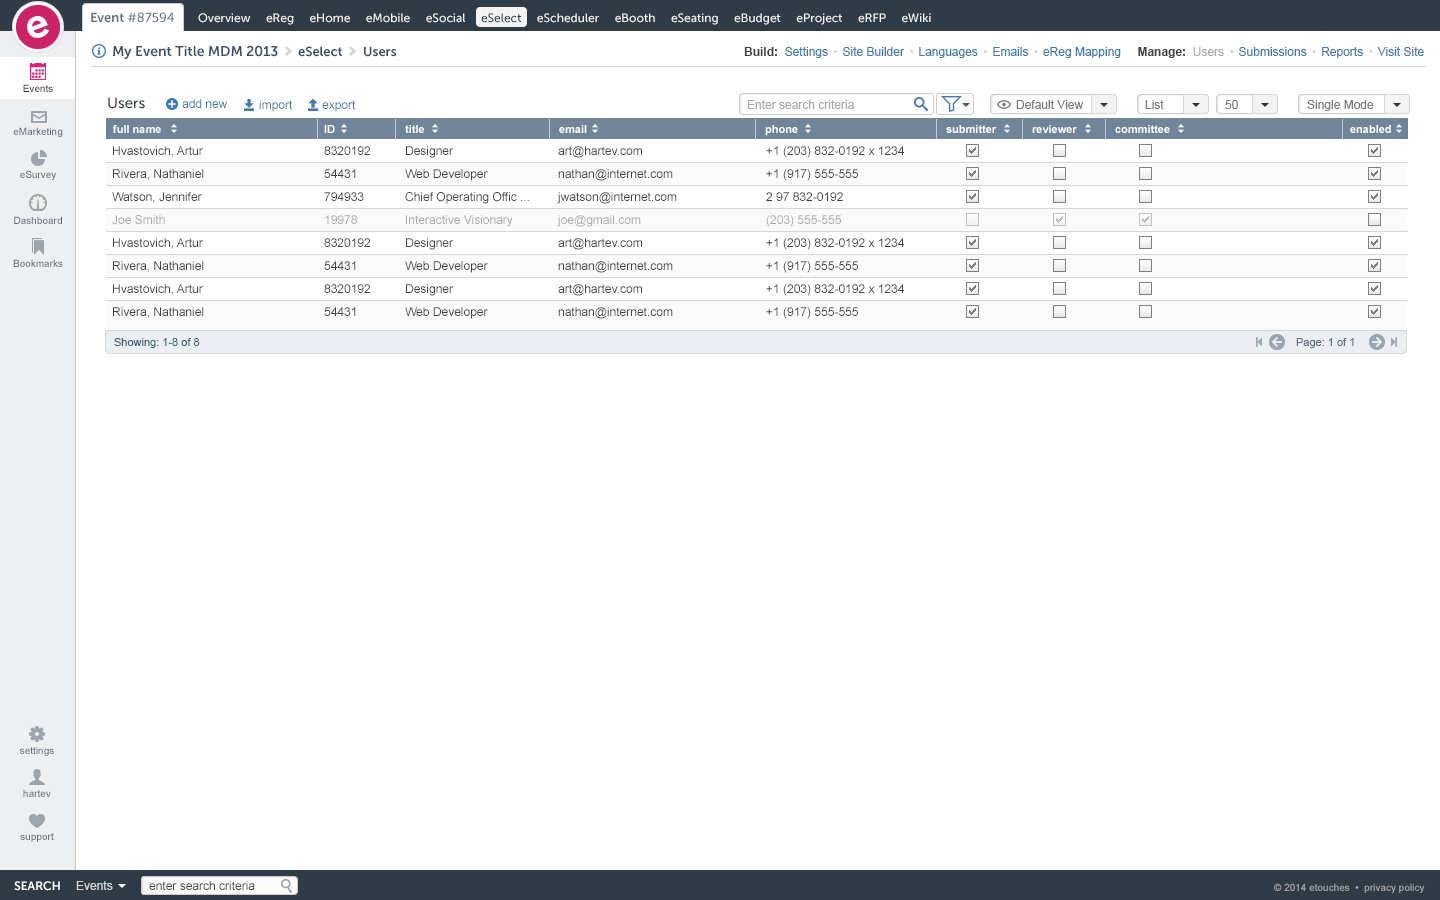 e Event #87594 Overview eReg eHome eMobile eSocial eSelect eScheduler eBooth eSeating eBudget eProject eRFP eWiki
My Event Title MDM 2013 eSelect Users Build: Settings • Site Builder • Languages • Emails • eReg Mapping Manage: Users • Submissions • Reports • Visit Site
Events
eMarketing
eSurvey
Dashboard
Bookmarks
Users add new import export Enter search criteria Default View List 50 Single Mode
full name ID title email phone submitter reviewer committee enabled
Hvastovich, Artur 8320192 Designer art@hartev.com +1 (203) 832-0192 x 1234
Rivera, Nathaniel 54431 Web Developer nathan@internet.com +1 (917) 555-555
Watson, Jennifer 794933 Chief Operating Offic ... jwatson@internet.com 2 97 832-0192
Joe Smith 19978 Interactive Visionary joe@gmail.com (203) 555-555
Hvastovich, Artur 8320192 Designer art@hartev.com +1 (203) 832-0192 x 1234
Rivera, Nathaniel 54431 Web Developer nathan@internet.com +1 (917) 555-555
Hvastovich, Artur 8320192 Designer art@hartev.com +1 (203) 832-0192 x 1234
Rivera, Nathaniel 54431 Web Developer nathan@internet.com +1 (917) 555-555
Showing: 1-8 of 8 Page: 1 of 1
settings
hartev
support
SEARCH Events enter search criteria © 2014 etouches • privacy policy